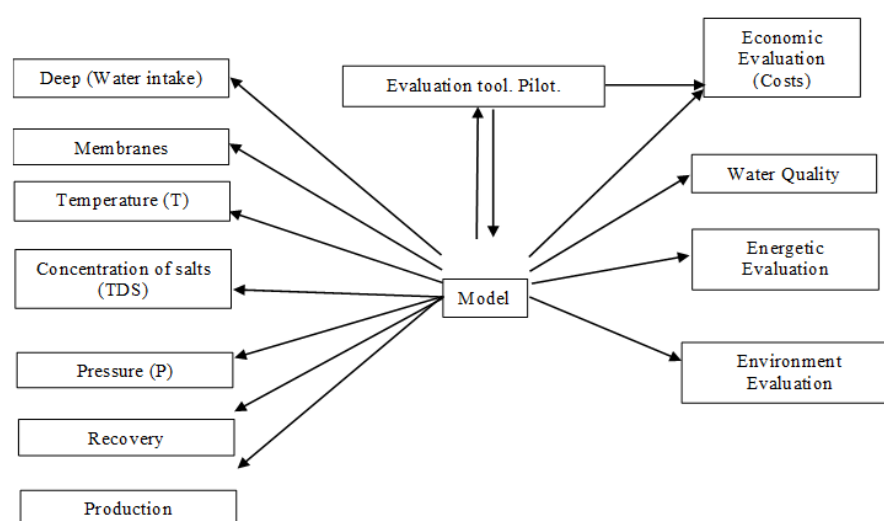 Deep (Water intake)
Membranes
Temperature (T)
Concentration of salts
(TDS)
Pressure (P)
Recovery
Production
Evaluation tool. Pilot.
Model
Economic
Evaluation
(Costs)
Water Quality
Energetic
Evaluation
Environment
Evaluation